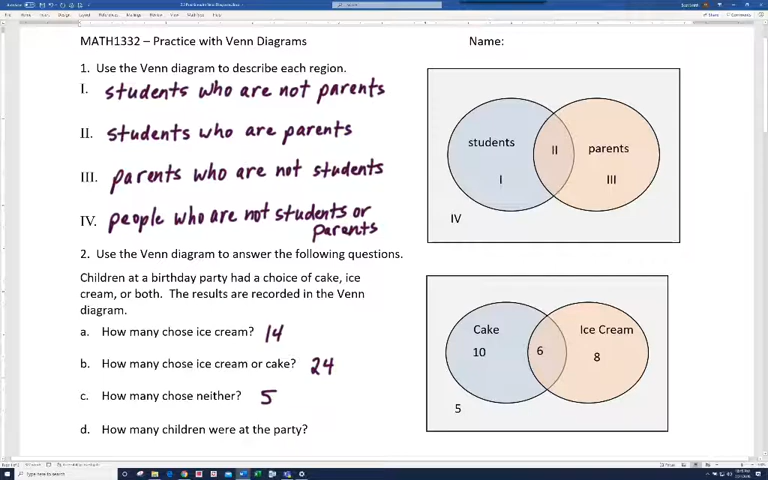 MATH1332 – Practice with Venn Diagrams
Name:
1. Use the Venn diagram to describe each region.
I. students who are not parents
II. students who are parents
III. parents who are not students
IV. people who are not students or
parents
students
II
parents
I
III
IV
2. Use the Venn diagram to answer the following questions.
Children at a birthday party had a choice of cake, ice
cream, or both. The results are recorded in the Venn
diagram.
a. How many chose ice cream? 14
b. How many chose ice cream or cake? 24
c. How many chose neither? 5
d. How many children were at the party?
Cake
Ice Cream
10
6
8
5
Type here to search